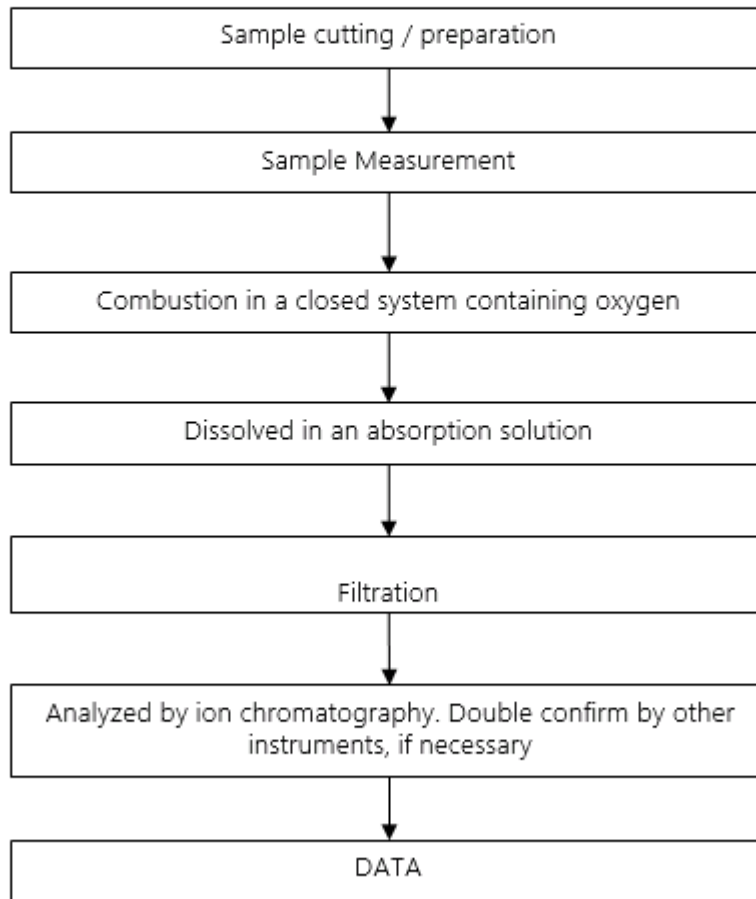 Sample cutting / preparation
Sample Measurement
Combustion in a closed system containing oxygen
Dissolved in an absorption solution
Filtration
Analyzed by ion chromatography. Double confirm by other
instruments, if necessary
DATA